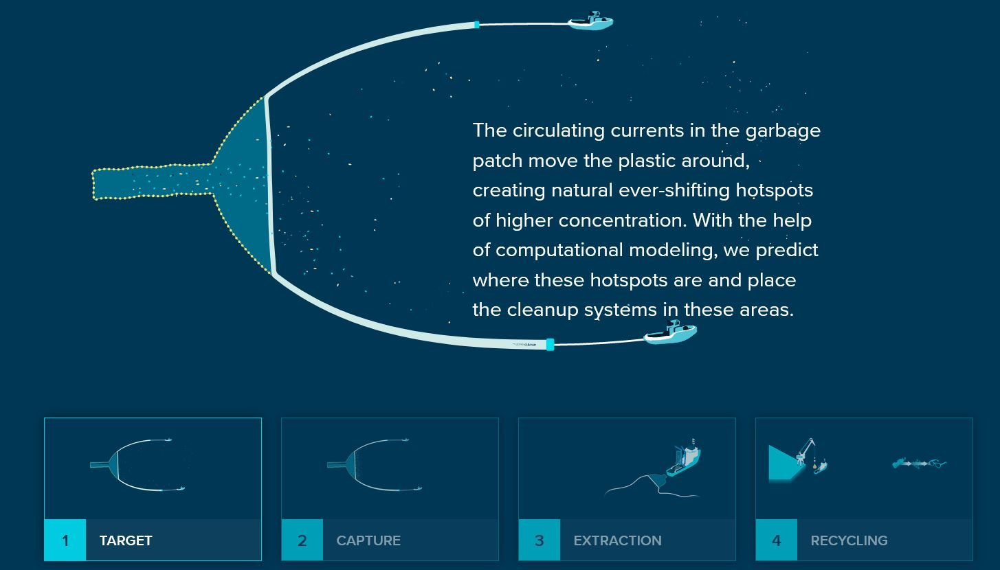 The circulating currents in the garbage
patch move the plastic around,
creating natural ever-shifting hotspots
of higher concentration. With the help
of computational modeling, we predict
where these hotspots are and place
the cleanup systems in these areas.
1 TARGET
2 CAPTURE
3 EXTRACTION
4 RECYCLING